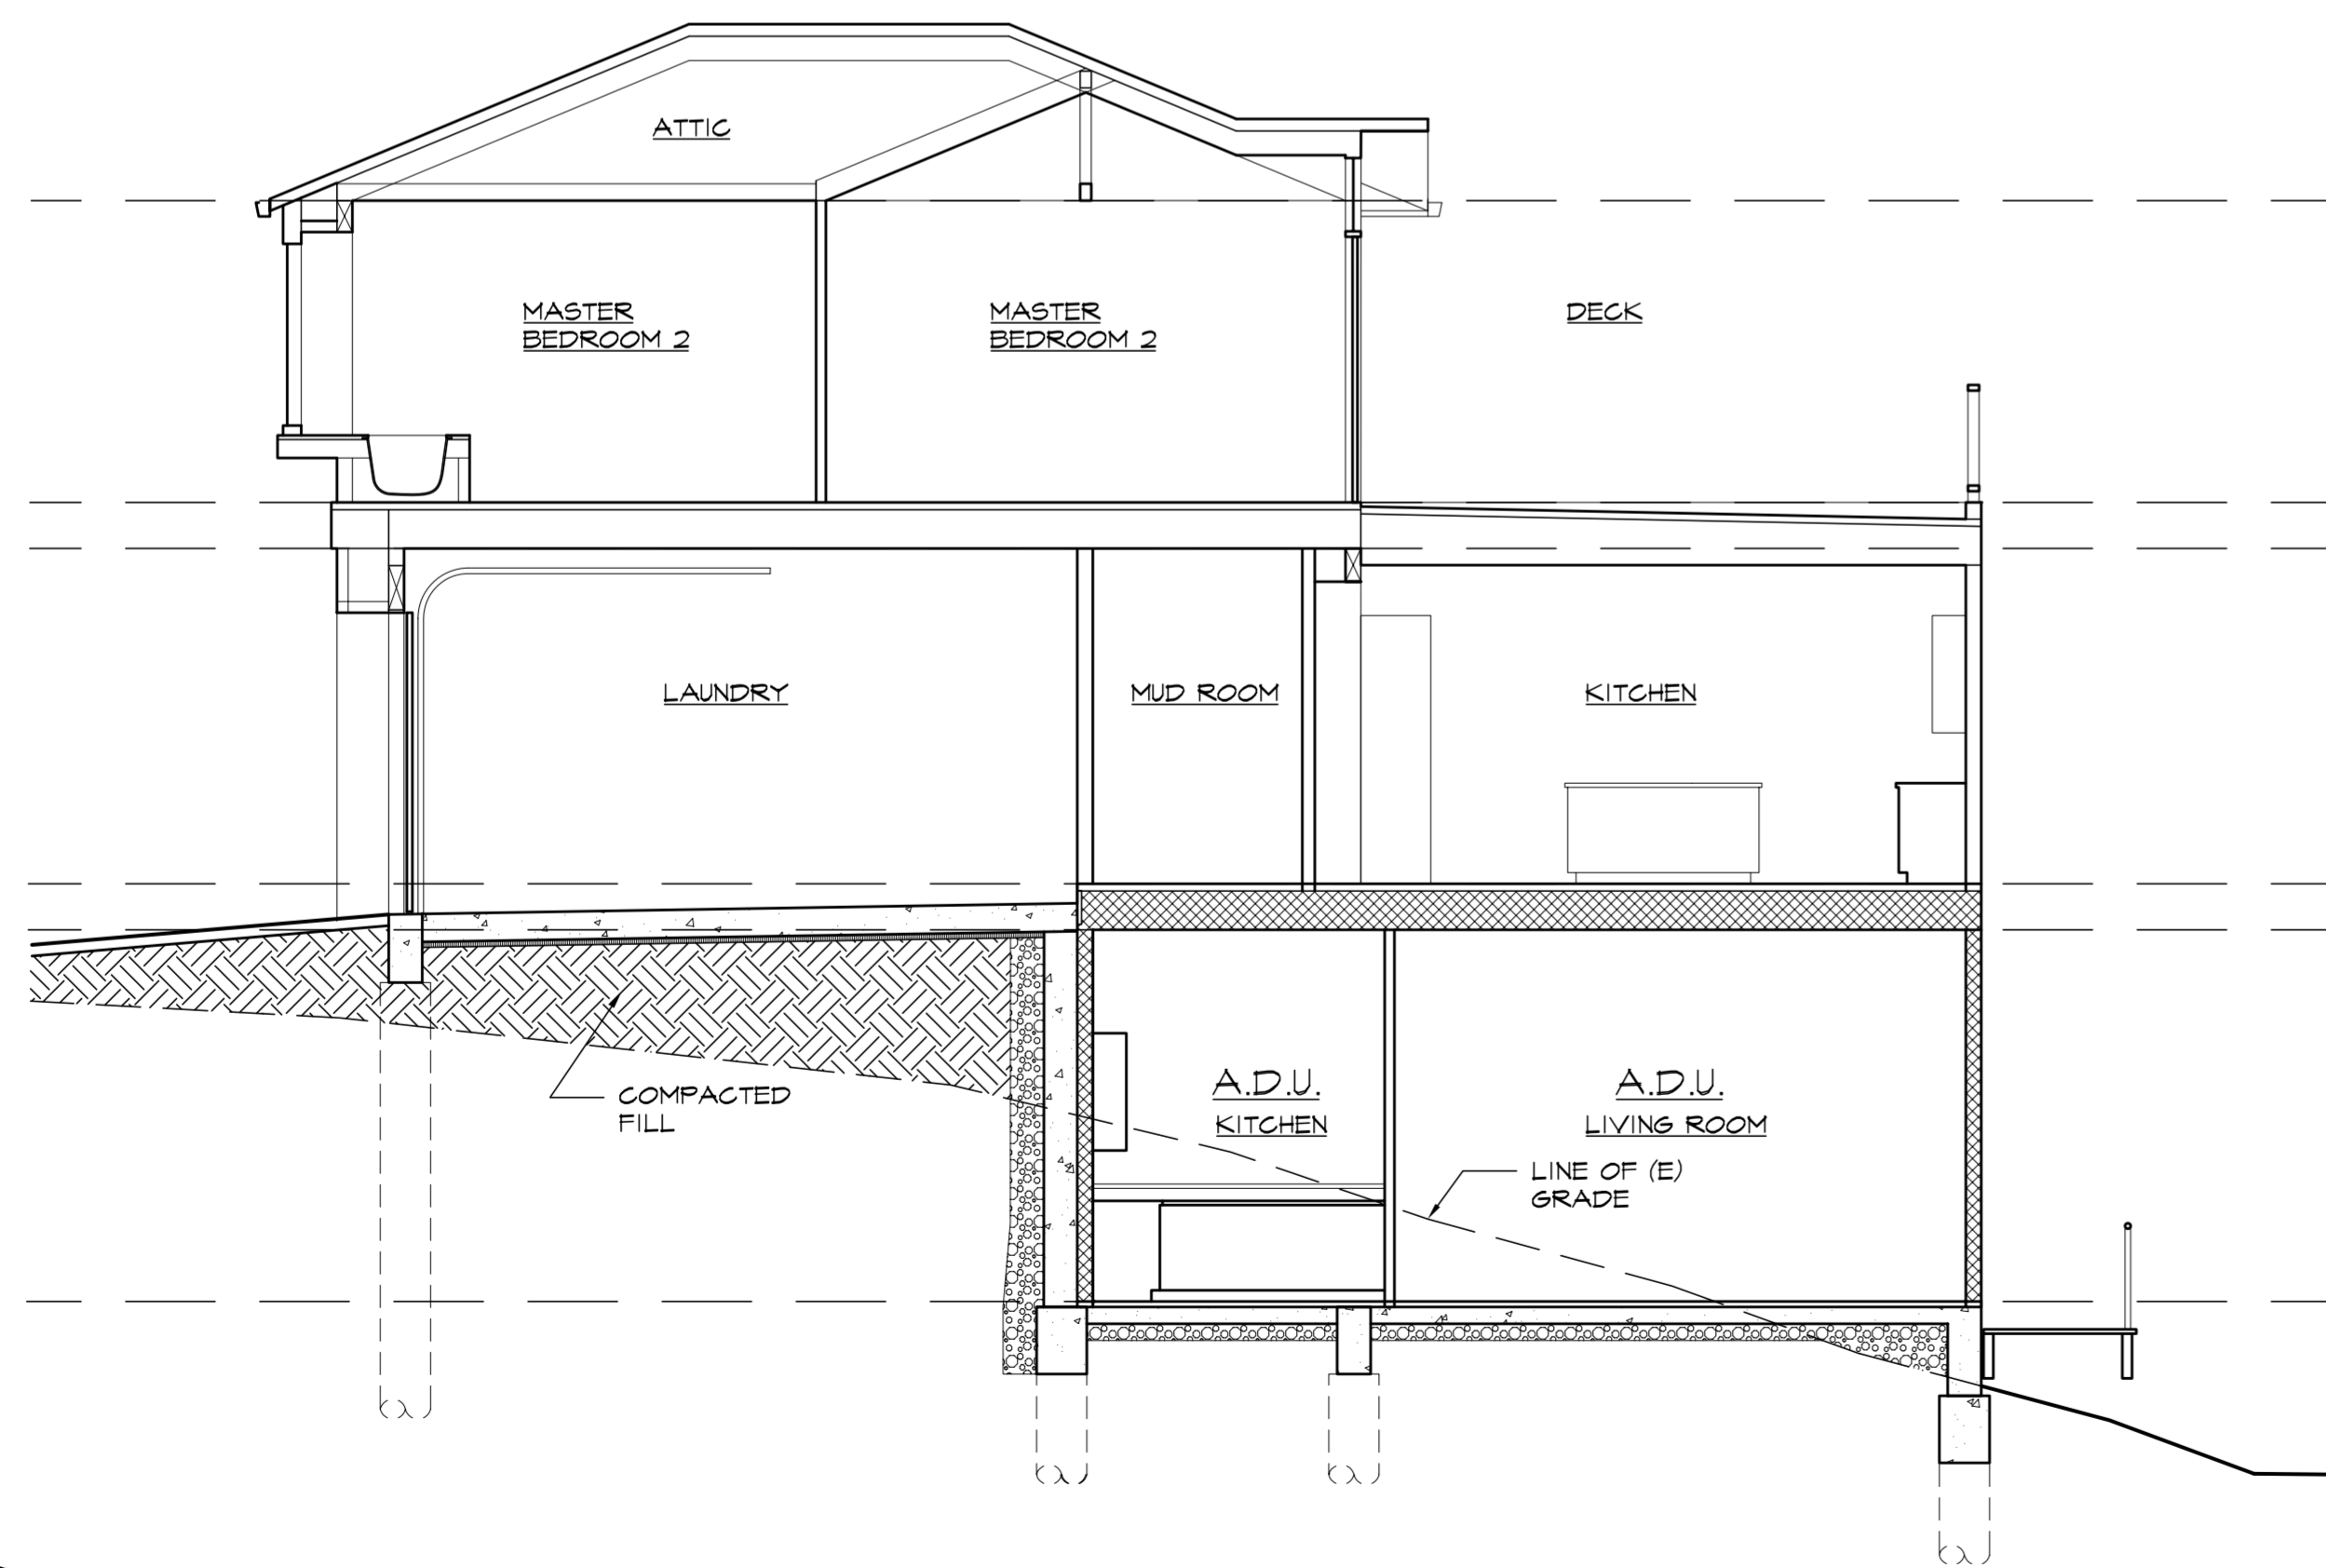 ATTIC
MASTER
BEDROOM 2
MASTER
BEDROOM 2
DECK
LAUNDRY
MUD ROOM
KITCHEN
COMPACTED
FILL
A.D.U.
KITCHEN
A.D.U.
LIVING ROOM
LINE OF (E)
GRADE